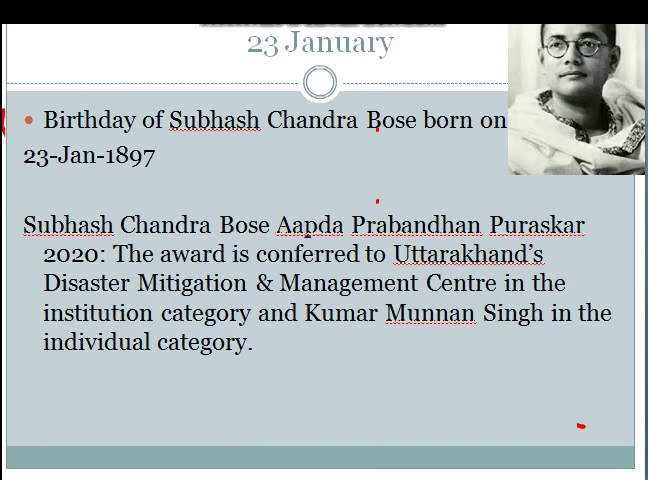 23 January
Birthday of Subhash Chandra Bose born on
23-Jan-1897
Subhash Chandra Bose Aapda Prabandhan Puraskar
2020: The award is conferred to Uttarakhand's
Disaster Mitigation & Management Centre in the
institution category and Kumar Munnan Singh in the
individual category.